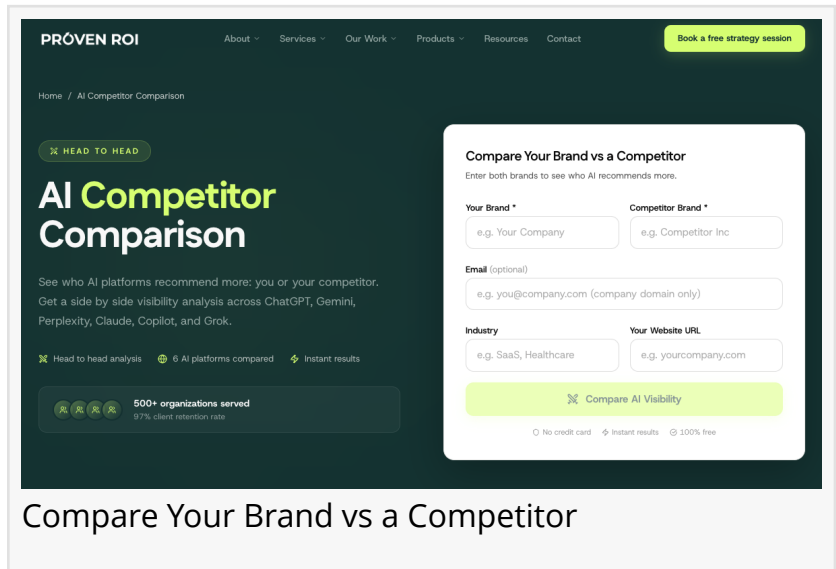 PRÓVEN ROI
About
Services
Our Work
Products
Resources
Contact
Book a free strategy session
Home / AI Competitor Comparison
HEAD TO HEAD
AI Competitor
Comparison
See who AI platforms recommend more: you or your competitor.
Get a side by side visibility analysis across ChatGPT, Gemini,
Perplexity, Claude, Copilot, and Grok.
Head to head analysis
6 AI platforms compared
Instant results
500+ organizations served
97% client retention rate
Compare Your Brand vs a Competitor
Enter both brands to see who AI recommends more.
Your Brand *
Competitor Brand *
e.g. Your Company
e.g. Competitor Inc
Email (optional)
e.g. you@company.com (company domain only)
Industry
Your Website URL
e.g. SaaS, Healthcare
e.g. yourcompany.com
Compare AI Visibility
No credit card
Instant results
100% free
Compare Your Brand vs a Competitor